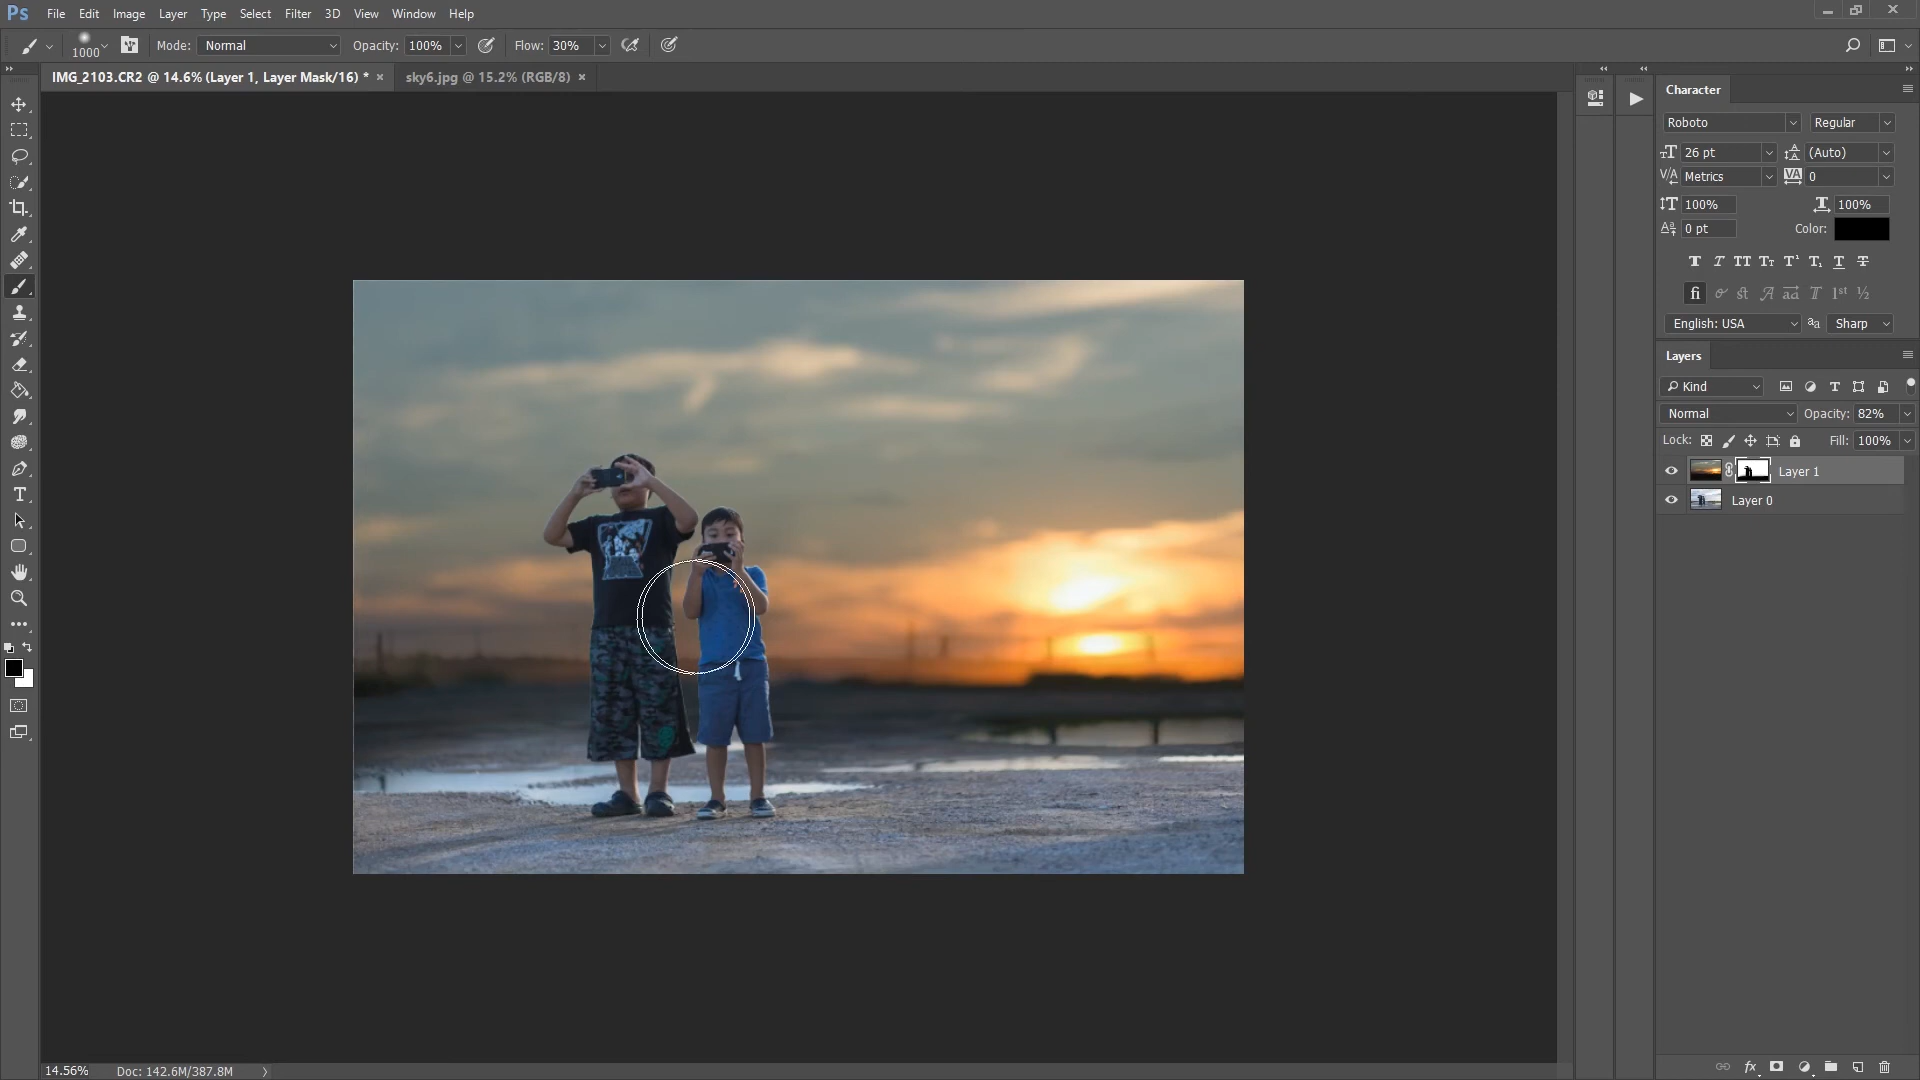 Ps File Edit Image Layer Type Select Filter 3D View Window Help
1000 Mode: Normal Opacity: 100% Flow: 30%
IMG_2103.CR2 @ 14.6% (Layer 1, Layer Mask/16) * × sky6.jpg @ 15.2% (RGB/8) ×
Character
Roboto Regular
26 pt (Auto)
Metrics 0
100% 100%
0 pt Color:
English: USA Sharp
Layers
Kind
Normal Opacity: 82%
Lock: Fill: 100%
Layer 1
Layer 0
14.56% Doc: 142.6M/387.8M